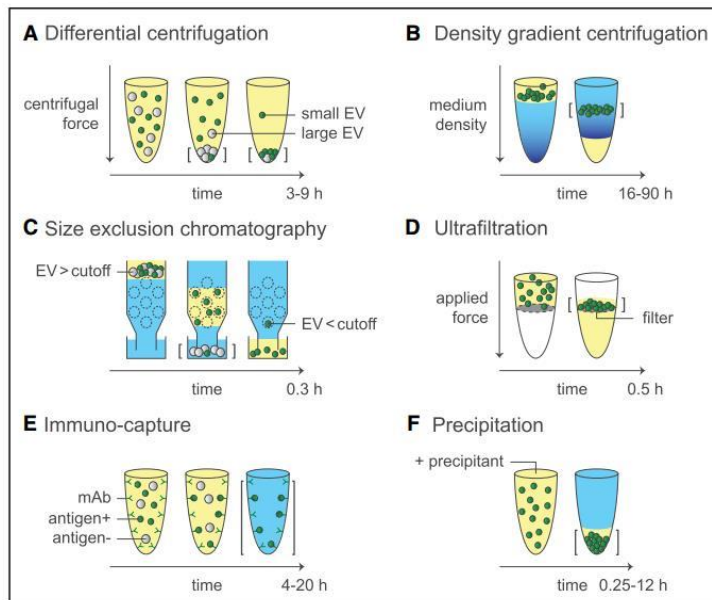 A Differential centrifugation
centrifugal
force
small EV
large EV
time
3-9 h
B Density gradient centrifugation
medium
density
time
16-90 h
C Size exclusion chromatography
EV > cutoff
EV < cutoff
time
0.3 h
D Ultrafiltration
applied
force
filter
time
0.5 h
E Immuno-capture
mAb
antigen+
antigen-
time
4-20 h
F Precipitation
+ precipitant
time
0.25-12 h